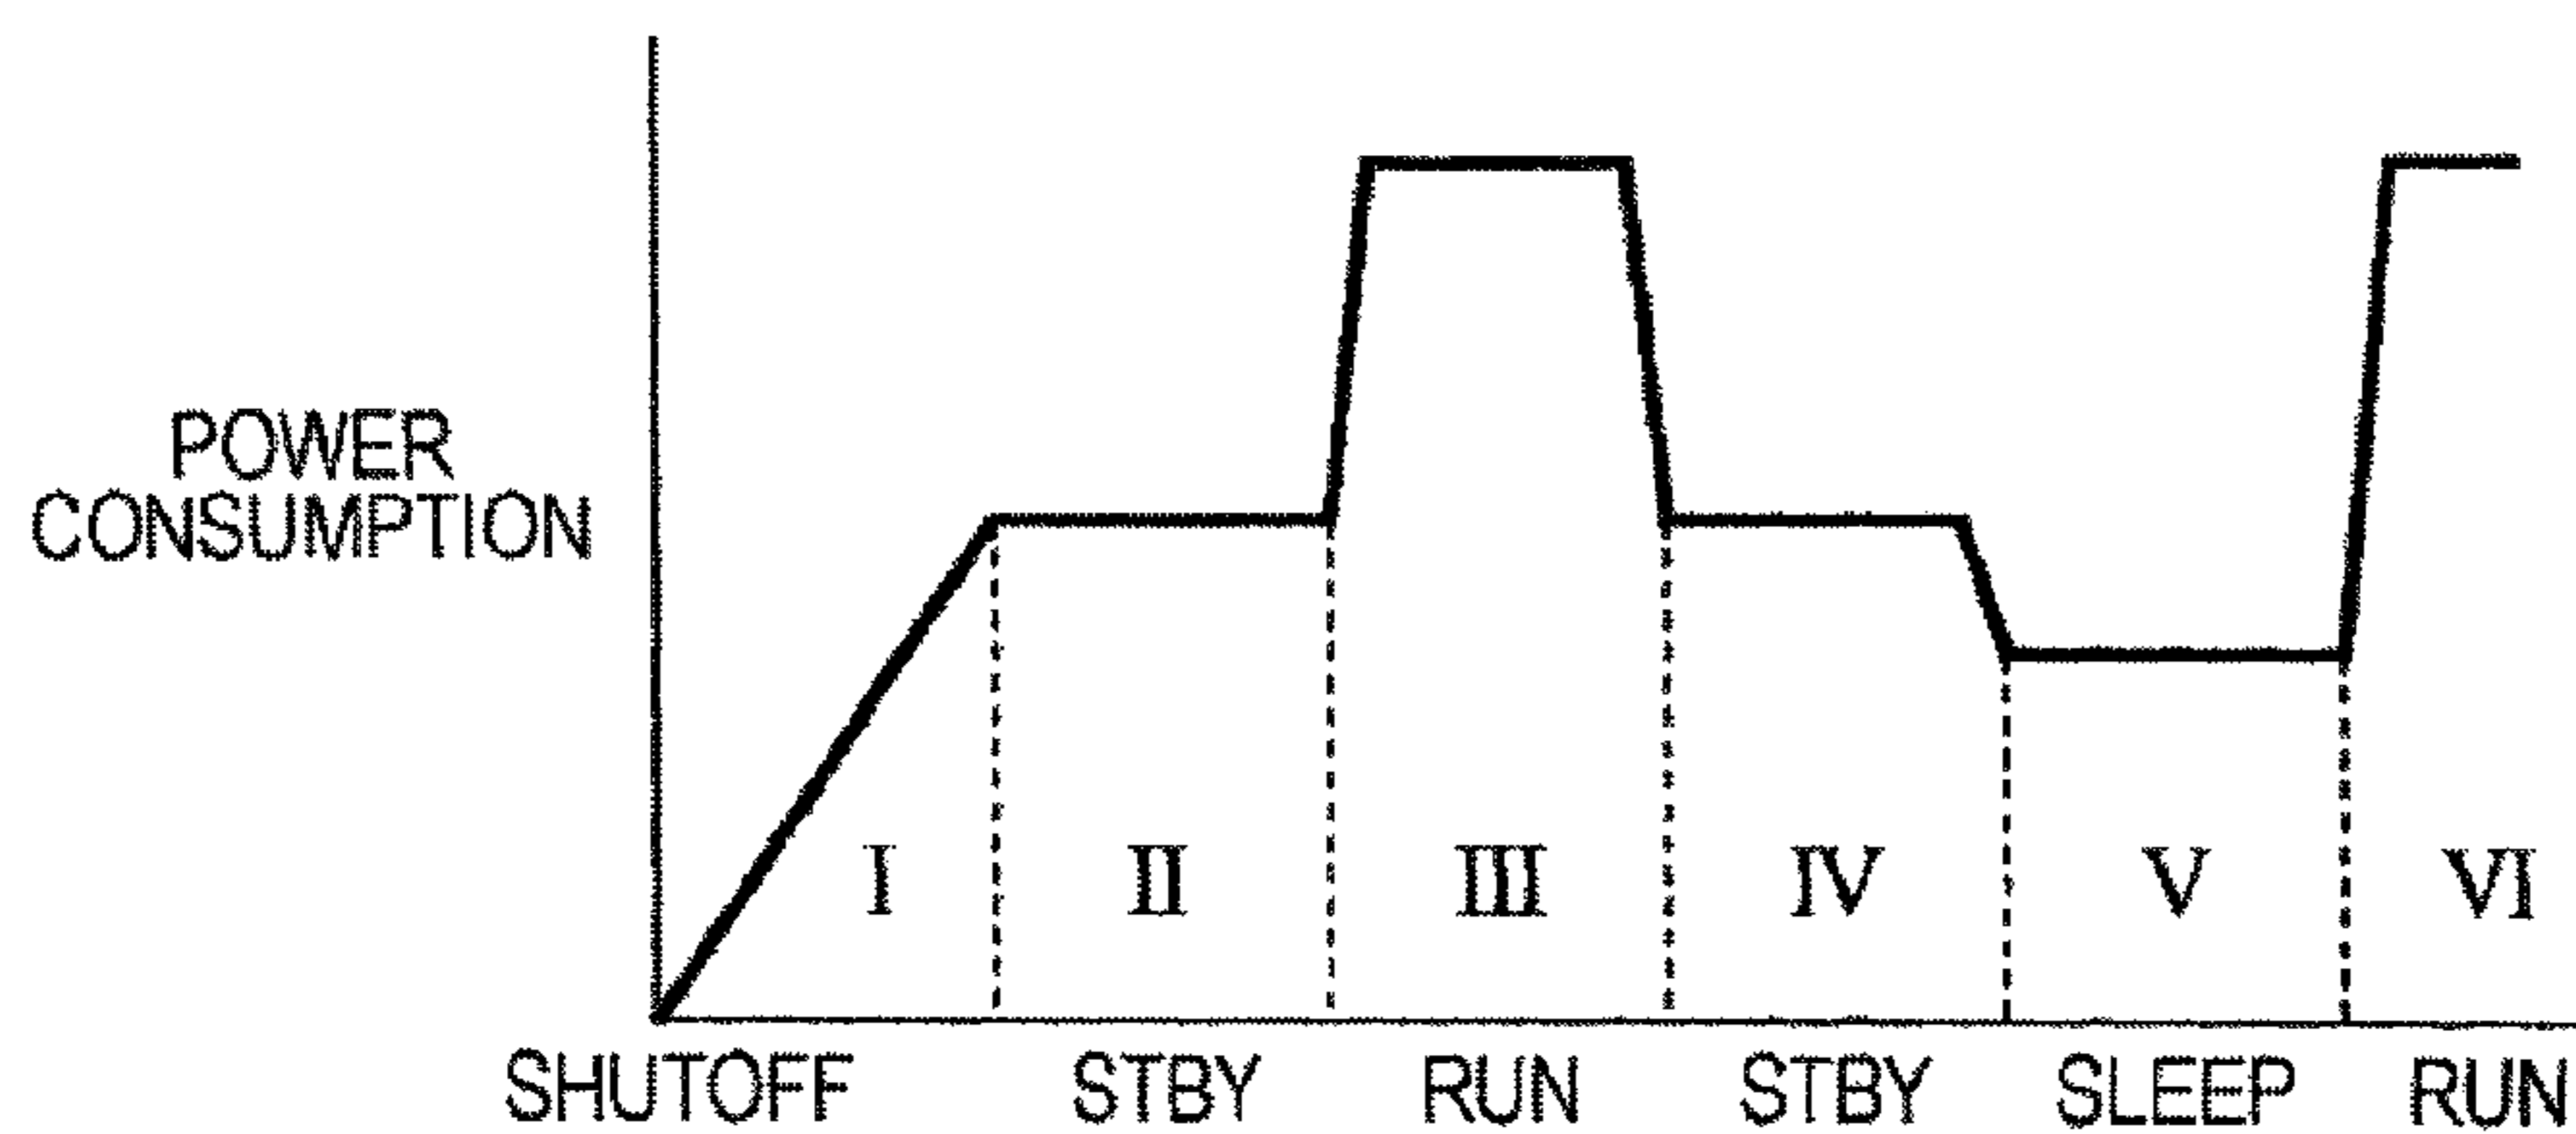 POWER
CONSUMPTION
I II III IV V VI
SHUTOFF STBY RUN STBY SLEEP RUN